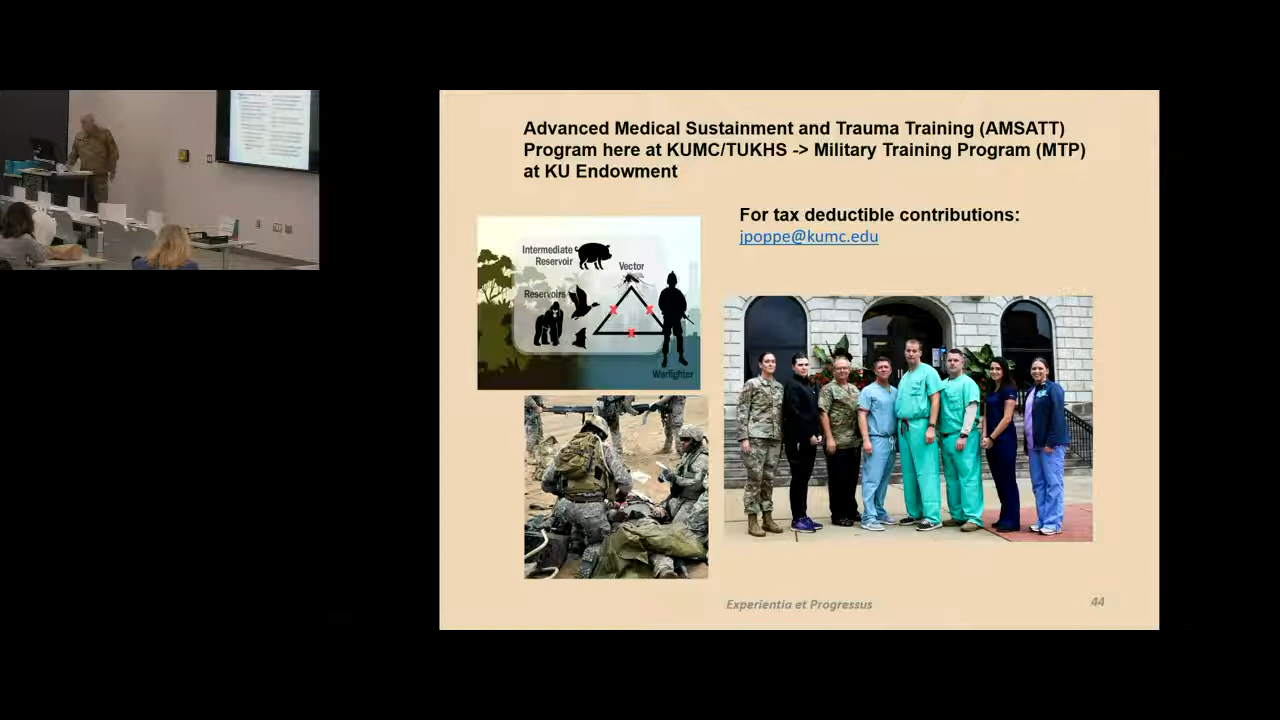 Advanced Medical Sustainment and Trauma Training (AMSATT)
Program here at KUMC/TUKHS -> Military Training Program (MTP)
at KU Endowment
For tax deductible contributions:
jpoppe@kumc.edu
Intermediate
Reservoir
Vector
Reservoirs
Warfighter
Experientia et Progressus
44